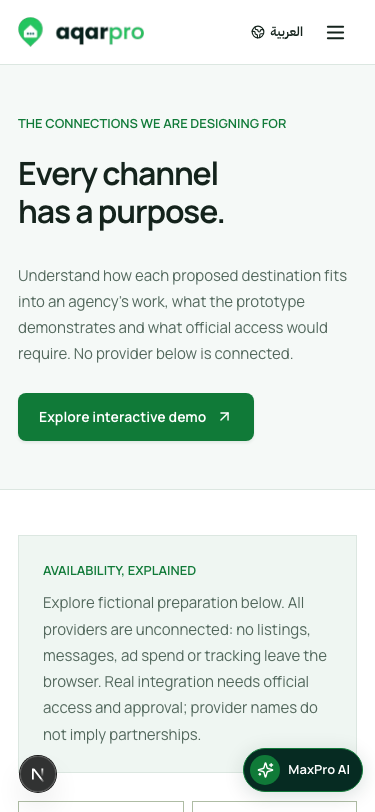 aqarpro
العربية
THE CONNECTIONS WE ARE DESIGNING FOR
Every channel
has a purpose.
Understand how each proposed destination fits
into an agency's work, what the prototype
demonstrates and what official access would
require. No provider below is connected.
Explore interactive demo
AVAILABILITY, EXPLAINED
Explore fictional preparation below. All
providers are unconnected: no listings,
messages, ad spend or tracking leave the
browser. Real integration needs official
access and approval; provider names do
not imply partnerships.
N
MaxPro AI